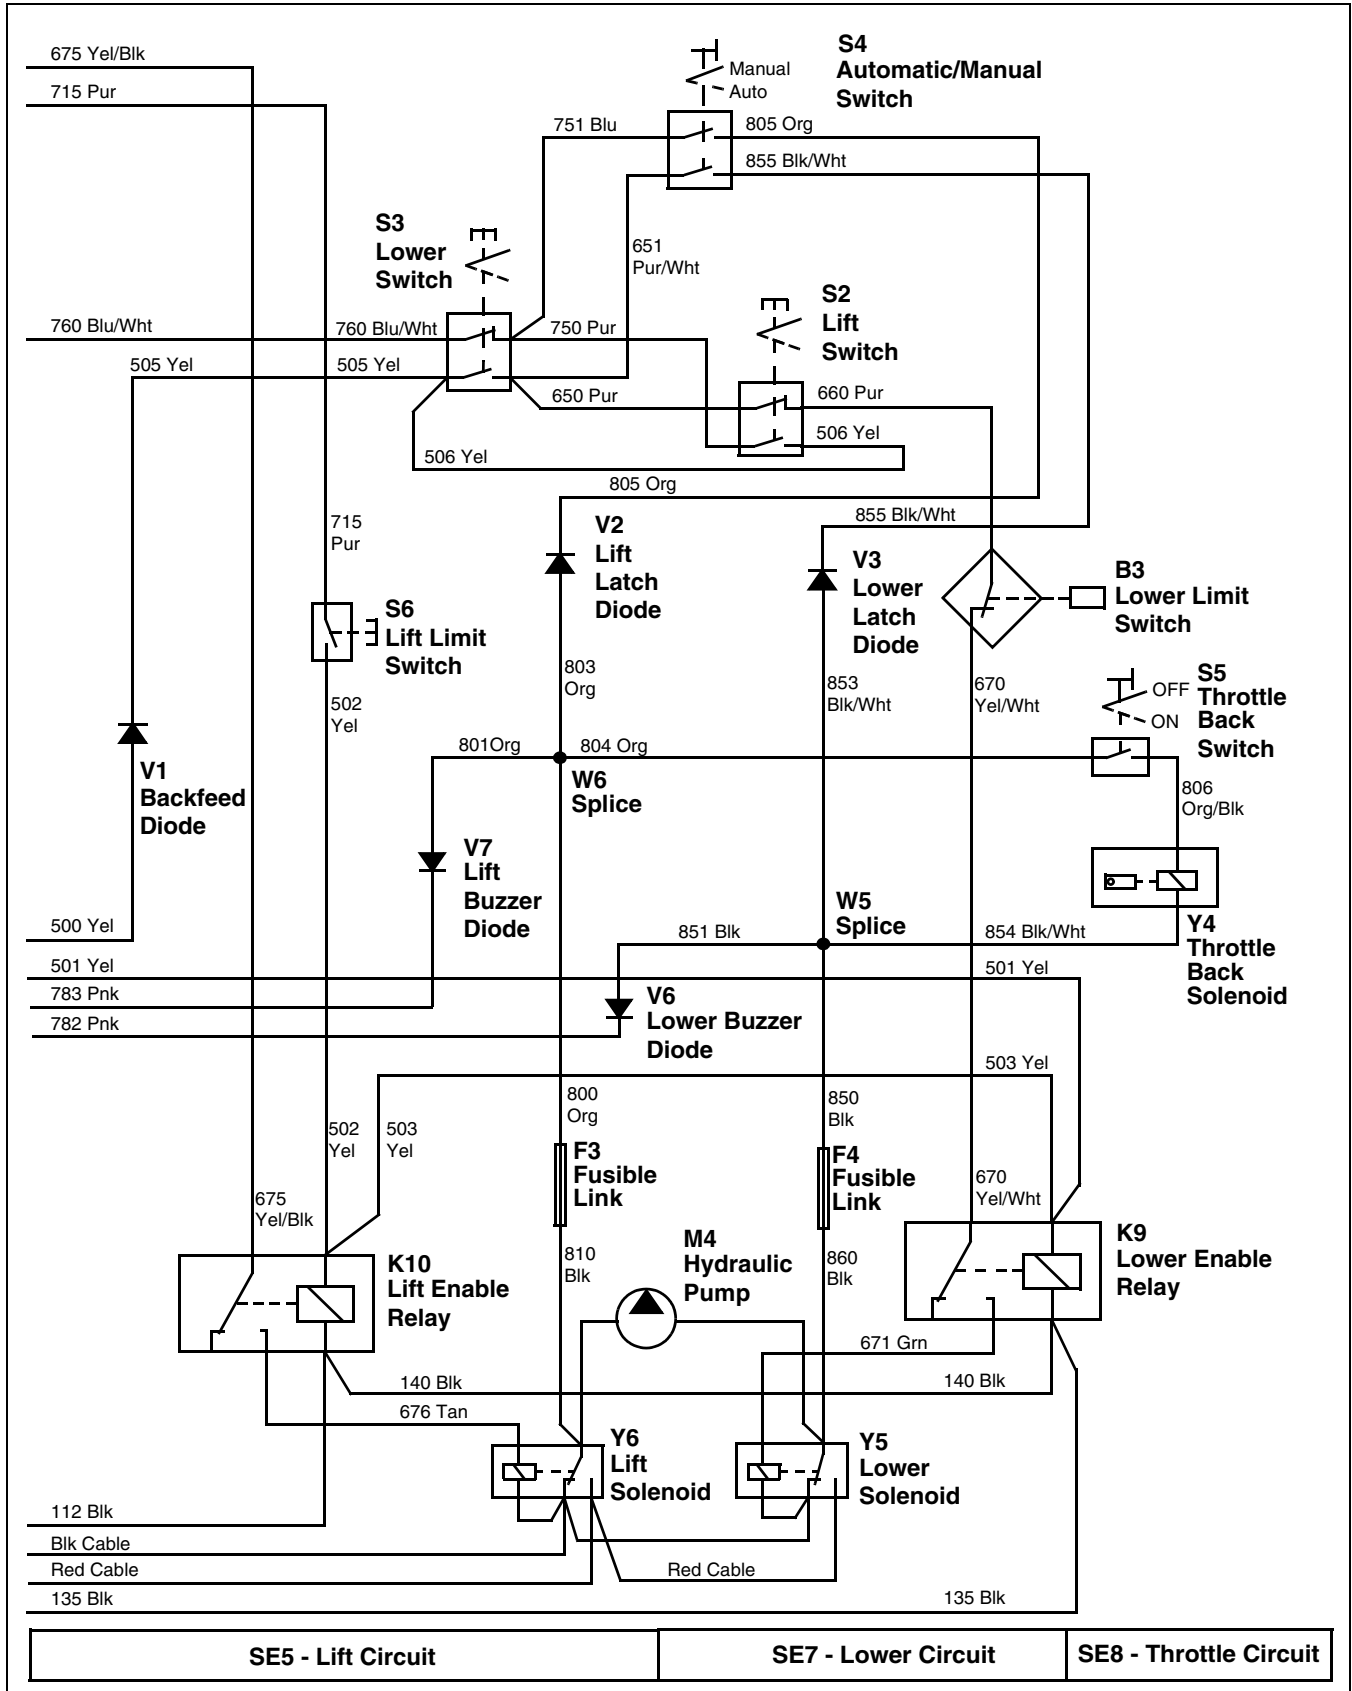 675 Yel/Blk
715 Pur
S4
Automatic/Manual
Switch
Manual
Auto
751 Blu
805 Org
855 Blk/Wht
S3
Lower
Switch
651
Pur/Wht
S2
Lift
Switch
760 Blu/Wht
760 Blu/Wht
750 Pur
505 Yel
505 Yel
650 Pur
660 Pur
506 Yel
506 Yel
805 Org
855 Blk/Wht
715
Pur
V2
Lift
Latch
Diode
V3
Lower
Latch
Diode
B3
Lower Limit
Switch
S6
Lift Limit
Switch
803
Org
853
Blk/Wht
670
Yel/Wht
S5
Throttle
Back
Switch
OFF
ON
502
Yel
801Org
804 Org
V1
Backfeed
Diode
W6
Splice
806
Org/Blk
V7
Lift
Buzzer
Diode
W5
Splice
500 Yel
851 Blk
854 Blk/Wht
Y4
Throttle
Back
Solenoid
501 Yel
501 Yel
783 Pnk
782 Pnk
V6
Lower Buzzer
Diode
503 Yel
800
Org
850
Blk
502
Yel
503
Yel
F3
Fusible
Link
F4
Fusible
Link
670
Yel/Wht
675
Yel/Blk
K10
Lift Enable
Relay
810
Blk
M4
Hydraulic
Pump
860
Blk
K9
Lower Enable
Relay
671 Grn
140 Blk
140 Blk
676 Tan
Y6
Lift
Solenoid
Y5
Lower
Solenoid
112 Blk
Blk Cable
Red Cable
Red Cable
135 Blk
135 Blk
SE5 - Lift Circuit
SE7 - Lower Circuit
SE8 - Throttle Circuit